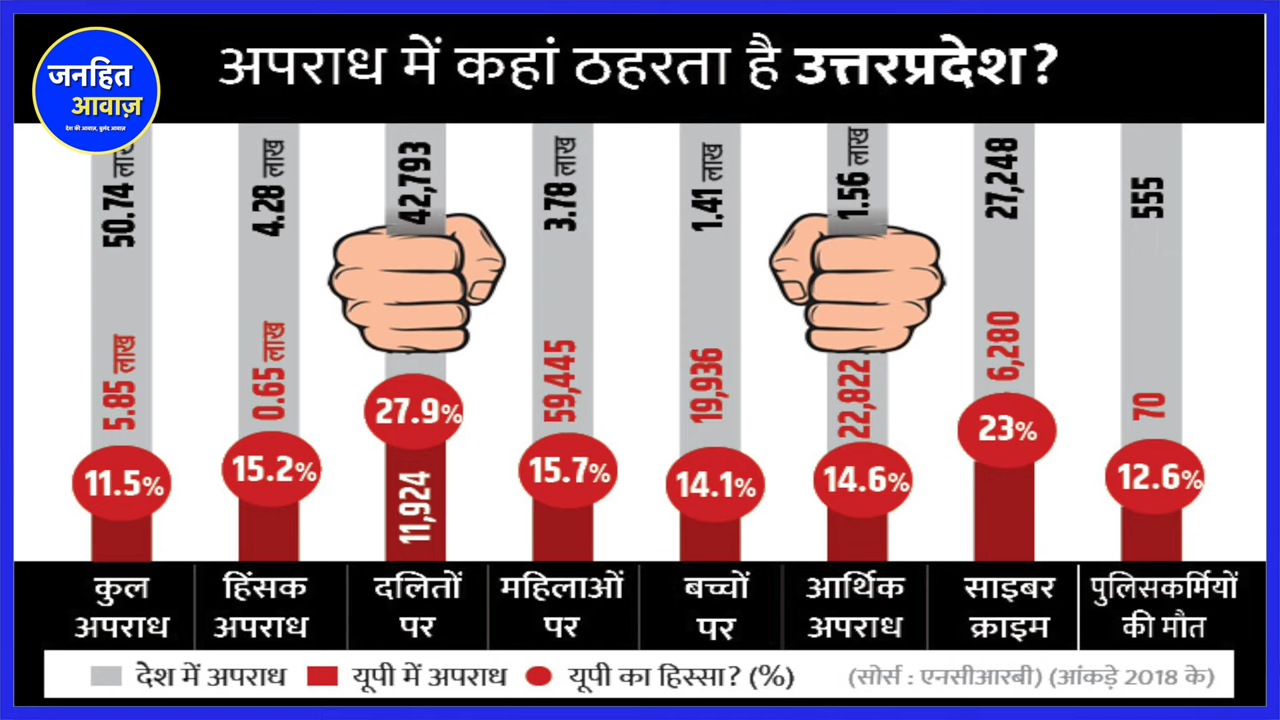 जनहित
आवाज़
देश की आवाज़, बुलंद आवाज़
अपराध में कहां ठहरता है उत्तरप्रदेश?
50.74 लाख
4.28 लाख
42,793
3.78 लाख
1.41 लाख
1.56 लाख
27,248
555
5.85 लाख
0.65 लाख
59,445
19,936
22,822
6,280
70
11.5%
15.2%
27.9%
15.7%
14.1%
14.6%
23%
12.6%
11,924
कुल
अपराध
हिंसक
अपराध
दलितों
पर
महिलाओं
पर
बच्चों
पर
आर्थिक
अपराध
साइबर
क्राइम
पुलिसकर्मियों
की मौत
देश में अपराध
यूपी में अपराध
यूपी का हिस्सा? (%)
(सोर्स : एनसीआरबी) (आंकड़े 2018 के)